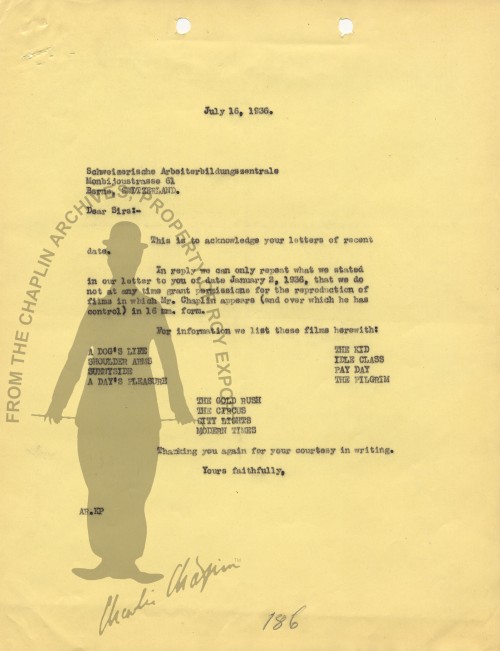 July 16, 1936.
Schweizerische Arbeiterbildungszentrale
Monbijoustrasse 61
Berne, SWITZERLAND.
Dear Sirs:-
This is to acknowledge your letters of recent
date.
In reply we can only repeat what we stated
in our letter to you of date January 2, 1936, that we do
not at any time grant permissions for the reproduction of
films in which Mr. Chaplin appears (and over which he has
control) in 16 mm. form.
For information we list these films herewith:
A DOG'S LIFE THE KID
SHOULDER ARMS IDLE CLASS
SUNNYSIDE PAY DAY
A DAY'S PLEASURE THE PILGRIM
THE GOLD RUSH
THE CIRCUS
CITY LIGHTS
MODERN TIMES
Thanking you again for your courtesy in writing.
Yours faithfully,
AR.KP
FROM THE CHAPLIN ARCHIVES, PROPERTY ROY EXPORT
Charlie Chaplin
186